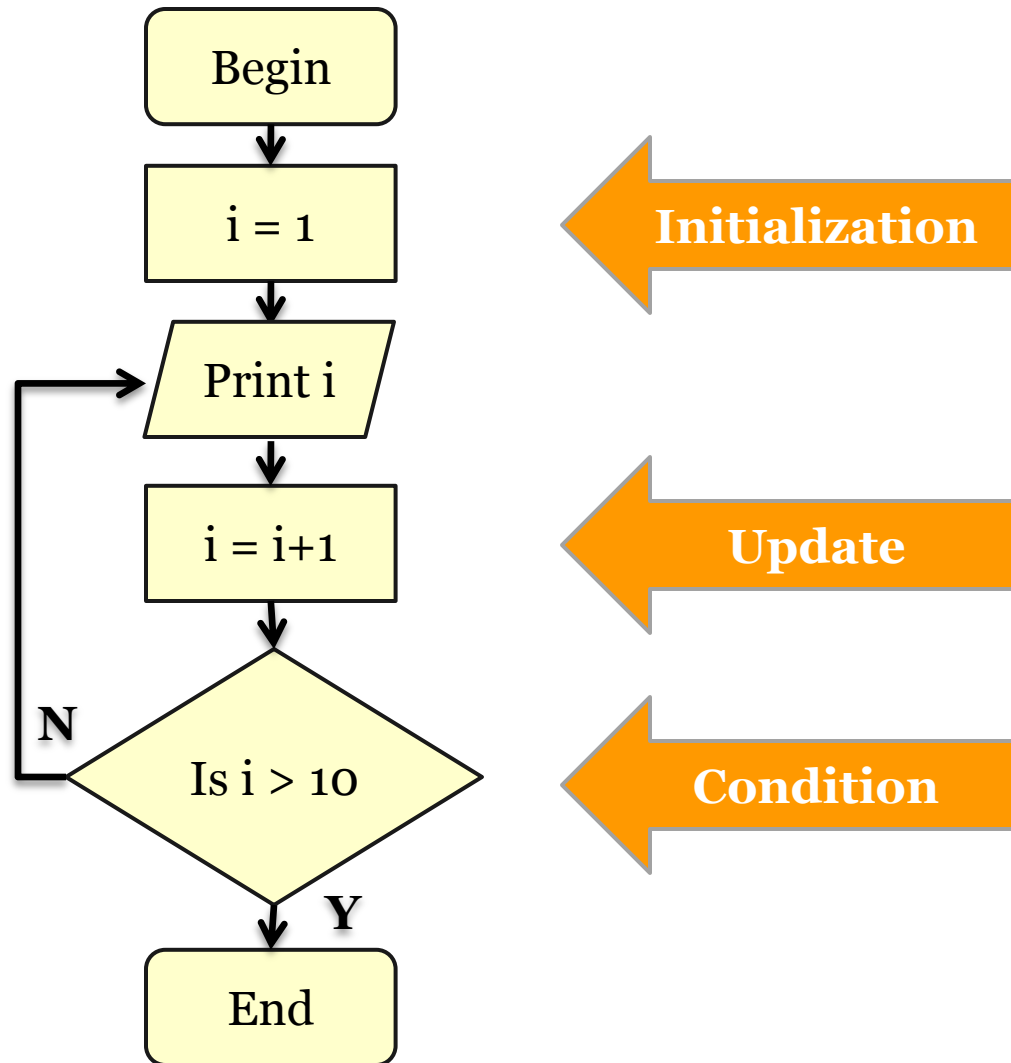 Begin
i = 1
Initialization
Print i
i = i+1
Update
N
Is i > 10
Condition
Y
End